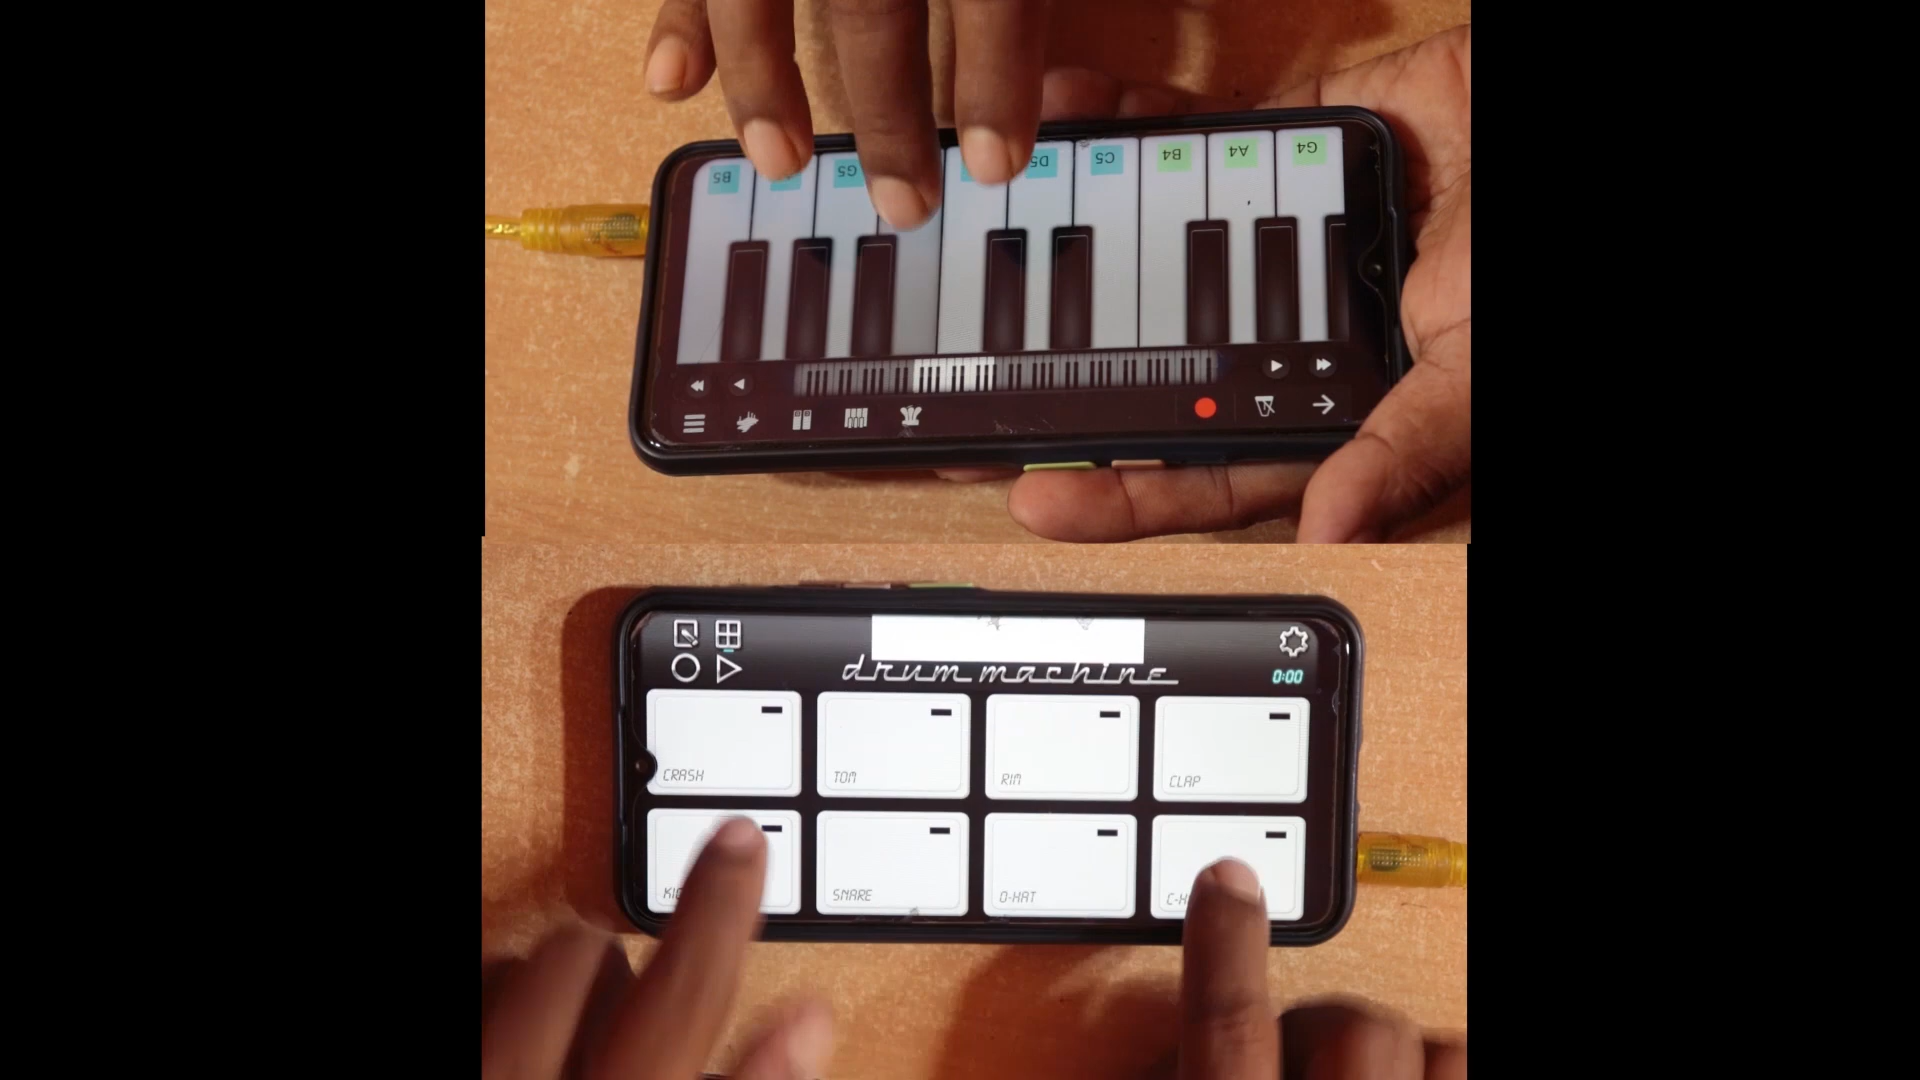 B5 G5 D5 C5 B4 A4 G4
drum machine
0:00
CRASH TOM RIM CLAP
SNARE O-HAT